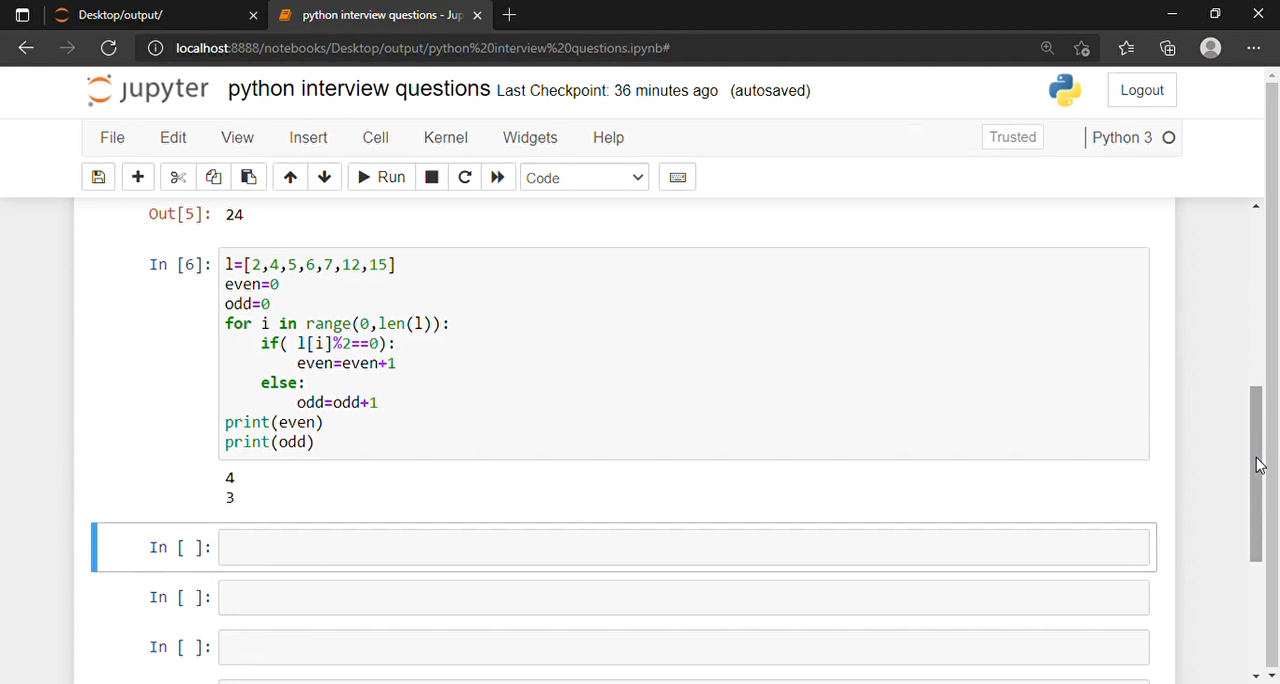 Desktop/output/
python interview questions - Jup
localhost:8888/notebooks/Desktop/output/python%20interview%20questions.ipynb#
jupyter python interview questions Last Checkpoint: 36 minutes ago (autosaved)
Logout
File Edit View Insert Cell Kernel Widgets Help
Trusted
Python 3
Run
Code
Out[5]: 24
In [6]: l=[2,4,5,6,7,12,15]
even=0
odd=0
for i in range(0,len(l)):
    if( l[i]%2==0):
        even=even+1
    else:
        odd=odd+1
print(even)
print(odd)
4
3
In [ ]:
In [ ]:
In [ ]: